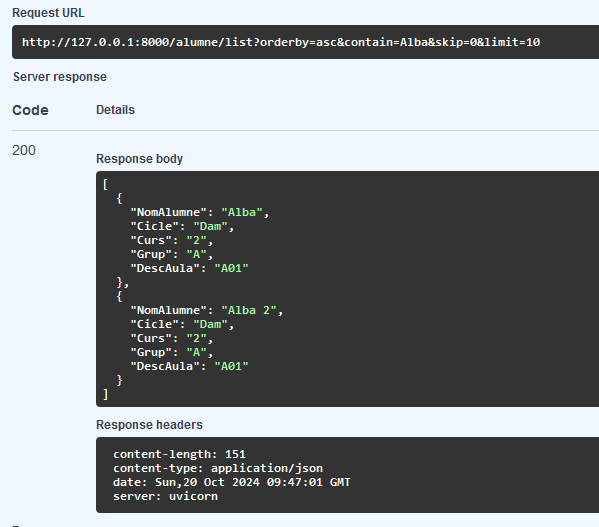 Request URL
http://127.0.0.1:8000/alumne/list?orderby=asc&contain=Alba&skip=0&limit=10
Server response
Code Details
200
Response body
[
  {
    "NomAlumne": "Alba",
    "Cicle": "Dam",
    "Curs": "2",
    "Grup": "A",
    "DescAula": "A01"
  },
  {
    "NomAlumne": "Alba 2",
    "Cicle": "Dam",
    "Curs": "2",
    "Grup": "A",
    "DescAula": "A01"
  }
]
Response headers
content-length: 151
content-type: application/json
date: Sun,20 Oct 2024 09:47:01 GMT
server: uvicorn